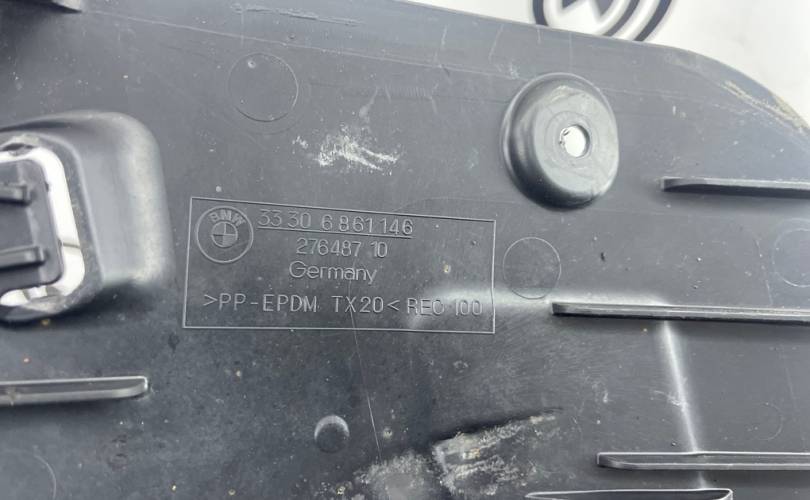 BMW
33 30 6 861 146
276487 10
Germany
>PP-EPDM TX20< REC 100